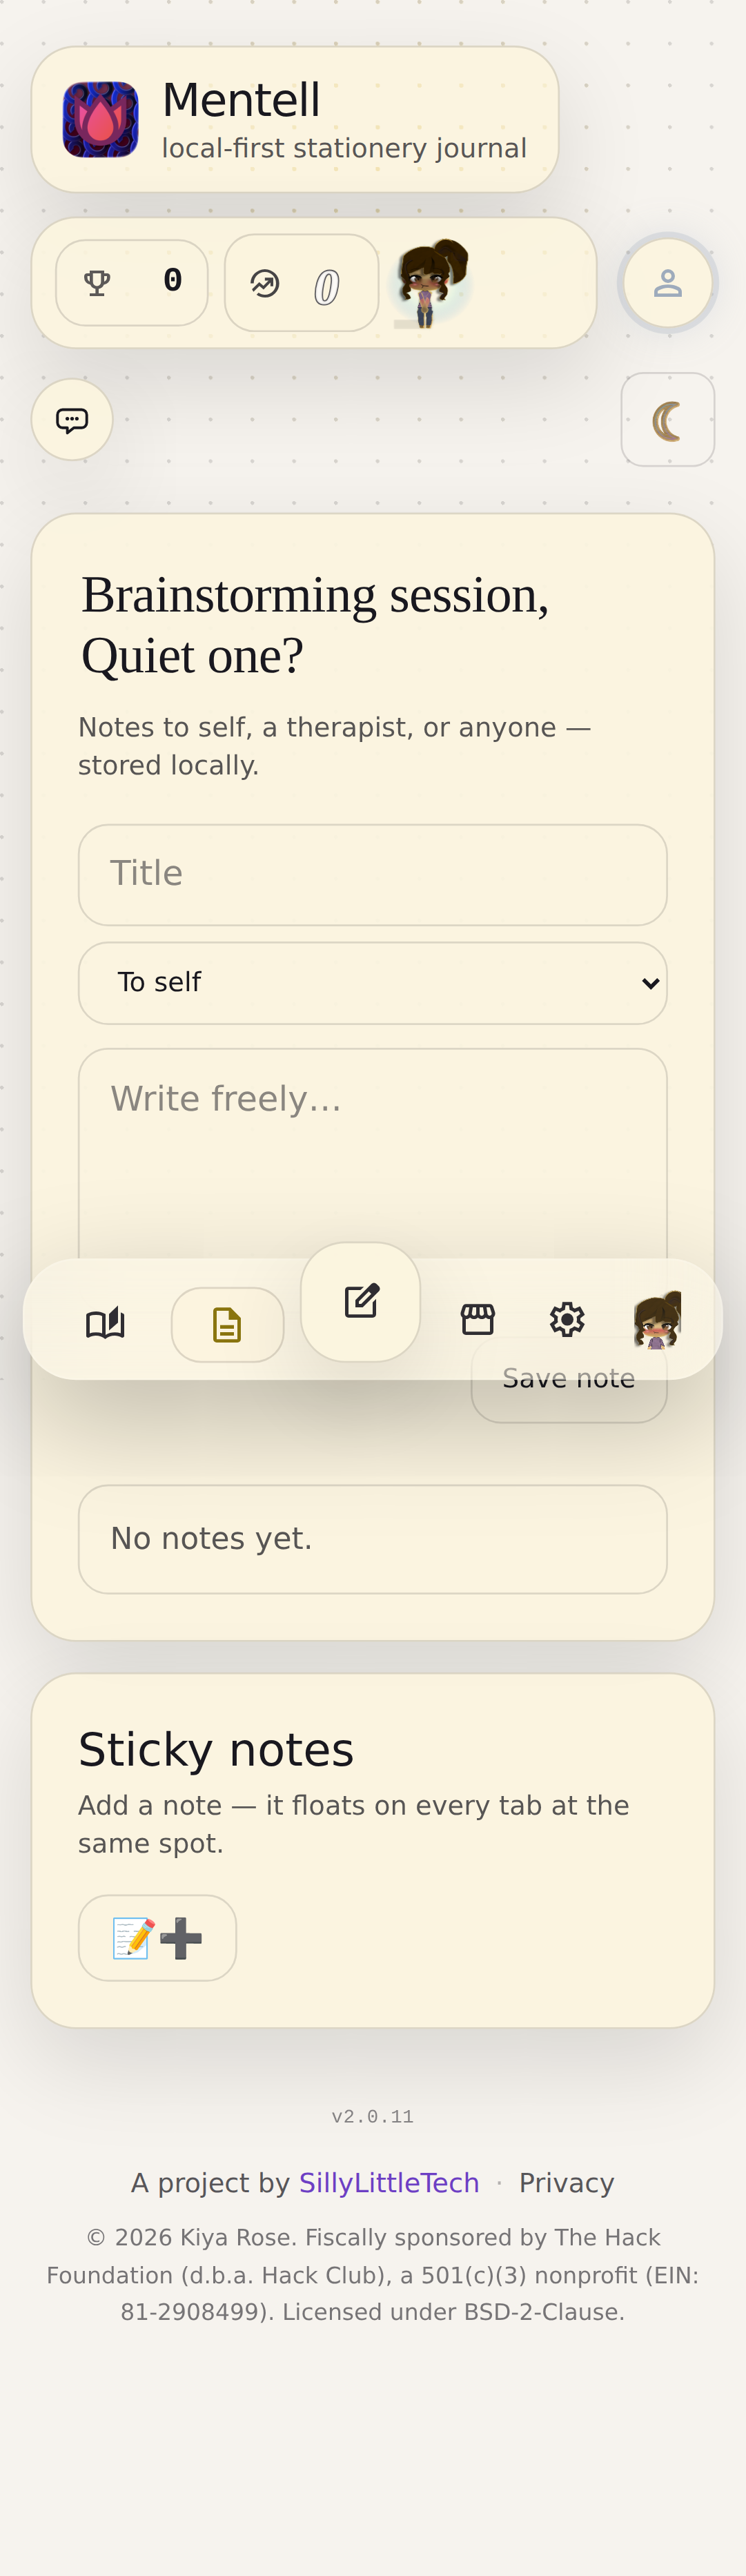 Mentell
local-first stationery journal
0
0
Brainstorming session,
Quiet one?
Notes to self, a therapist, or anyone —
stored locally.
Title
To self
Write freely...
Save note
No notes yet.
Sticky notes
Add a note — it floats on every tab at the
same spot.
v2.0.11
A project by SillyLittleTech · Privacy
© 2026 Kiya Rose. Fiscally sponsored by The Hack
Foundation (d.b.a. Hack Club), a 501(c)(3) nonprofit (EIN:
81-2908499). Licensed under BSD-2-Clause.